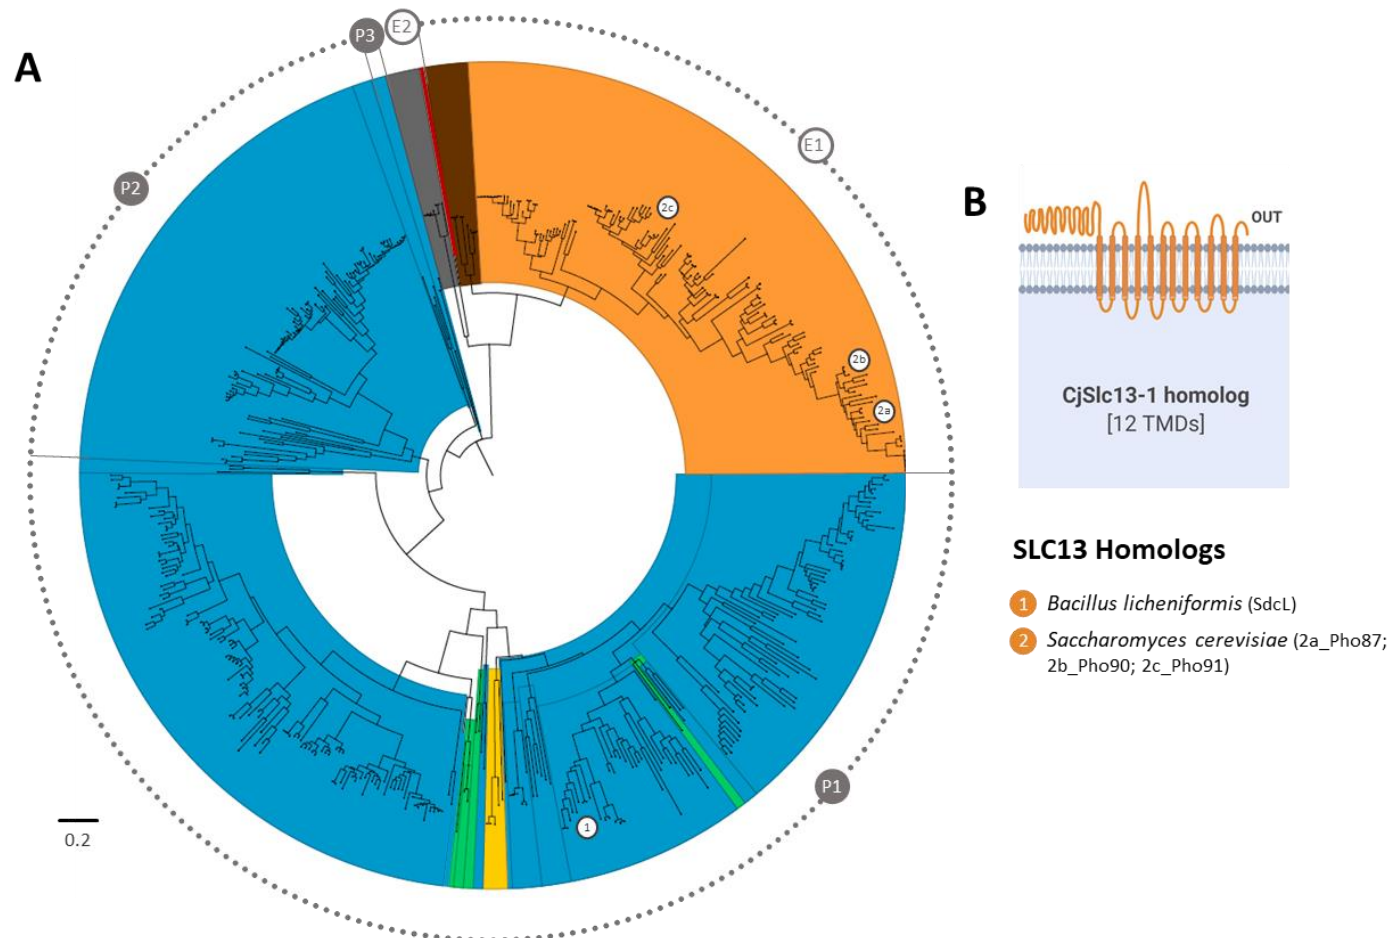 A
P3
E2
E1
P2
2c
2b
2a
1
P1
0.2
B
OUT
CjSlc13-1 homolog
[12 TMDs]
SLC13 Homologs
1 Bacillus licheniformis (SdcL)
2 Saccharomyces cerevisiae (2a_Pho87;
2b_Pho90; 2c_Pho91)